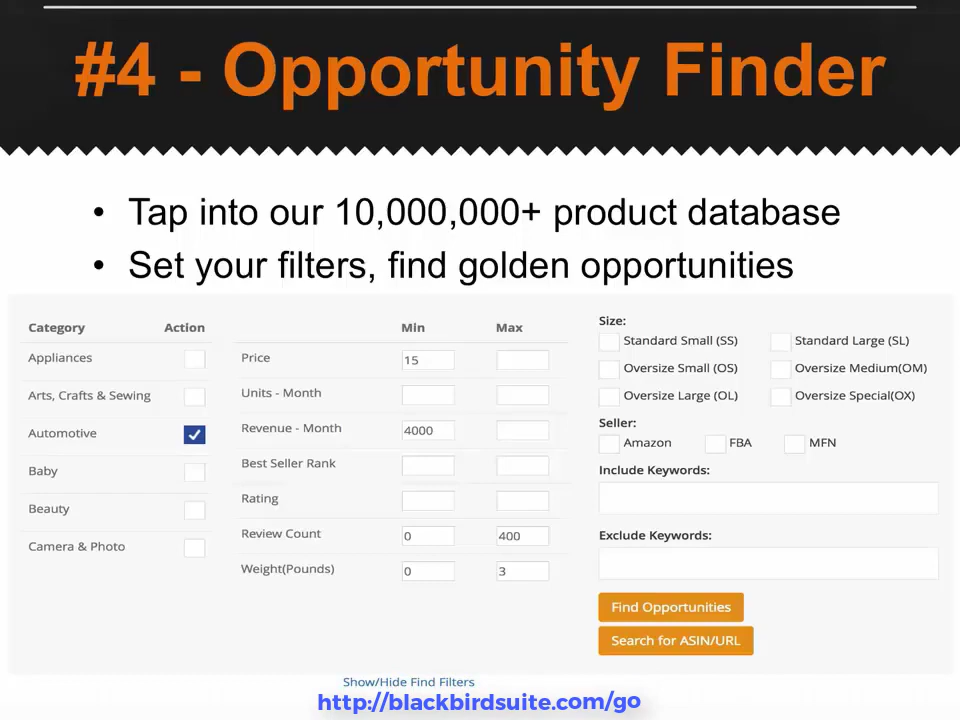 #4 - Opportunity Finder
• Tap into our 10,000,000+ product database
• Set your filters, find golden opportunities
Category Action
Appliances
Arts, Crafts & Sewing
Automotive
Baby
Beauty
Camera & Photo
Min Max
Price 15
Units - Month
Revenue - Month 4000
Best Seller Rank
Rating
Review Count 0 400
Weight(Pounds) 0 3
Size:
Standard Small (SS) Standard Large (SL)
Oversize Small (OS) Oversize Medium(OM)
Oversize Large (OL) Oversize Special(OX)
Seller:
Amazon FBA MFN
Include Keywords:
Exclude Keywords:
Find Opportunities
Search for ASIN/URL
Show/Hide Find Filters
http://blackbirdsuite.com/go